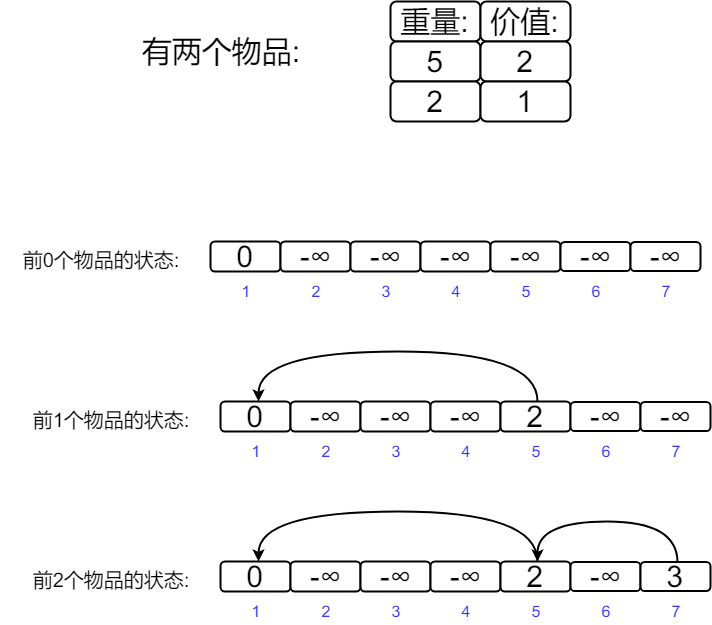 有两个物品:
重量: 价值:
5 2
2 1
前0个物品的状态: 0 -∞ -∞ -∞ -∞ -∞ -∞
1 2 3 4 5 6 7
前1个物品的状态: 0 -∞ -∞ -∞ 2 -∞ -∞
1 2 3 4 5 6 7
前2个物品的状态: 0 -∞ -∞ -∞ 2 -∞ 3
1 2 3 4 5 6 7